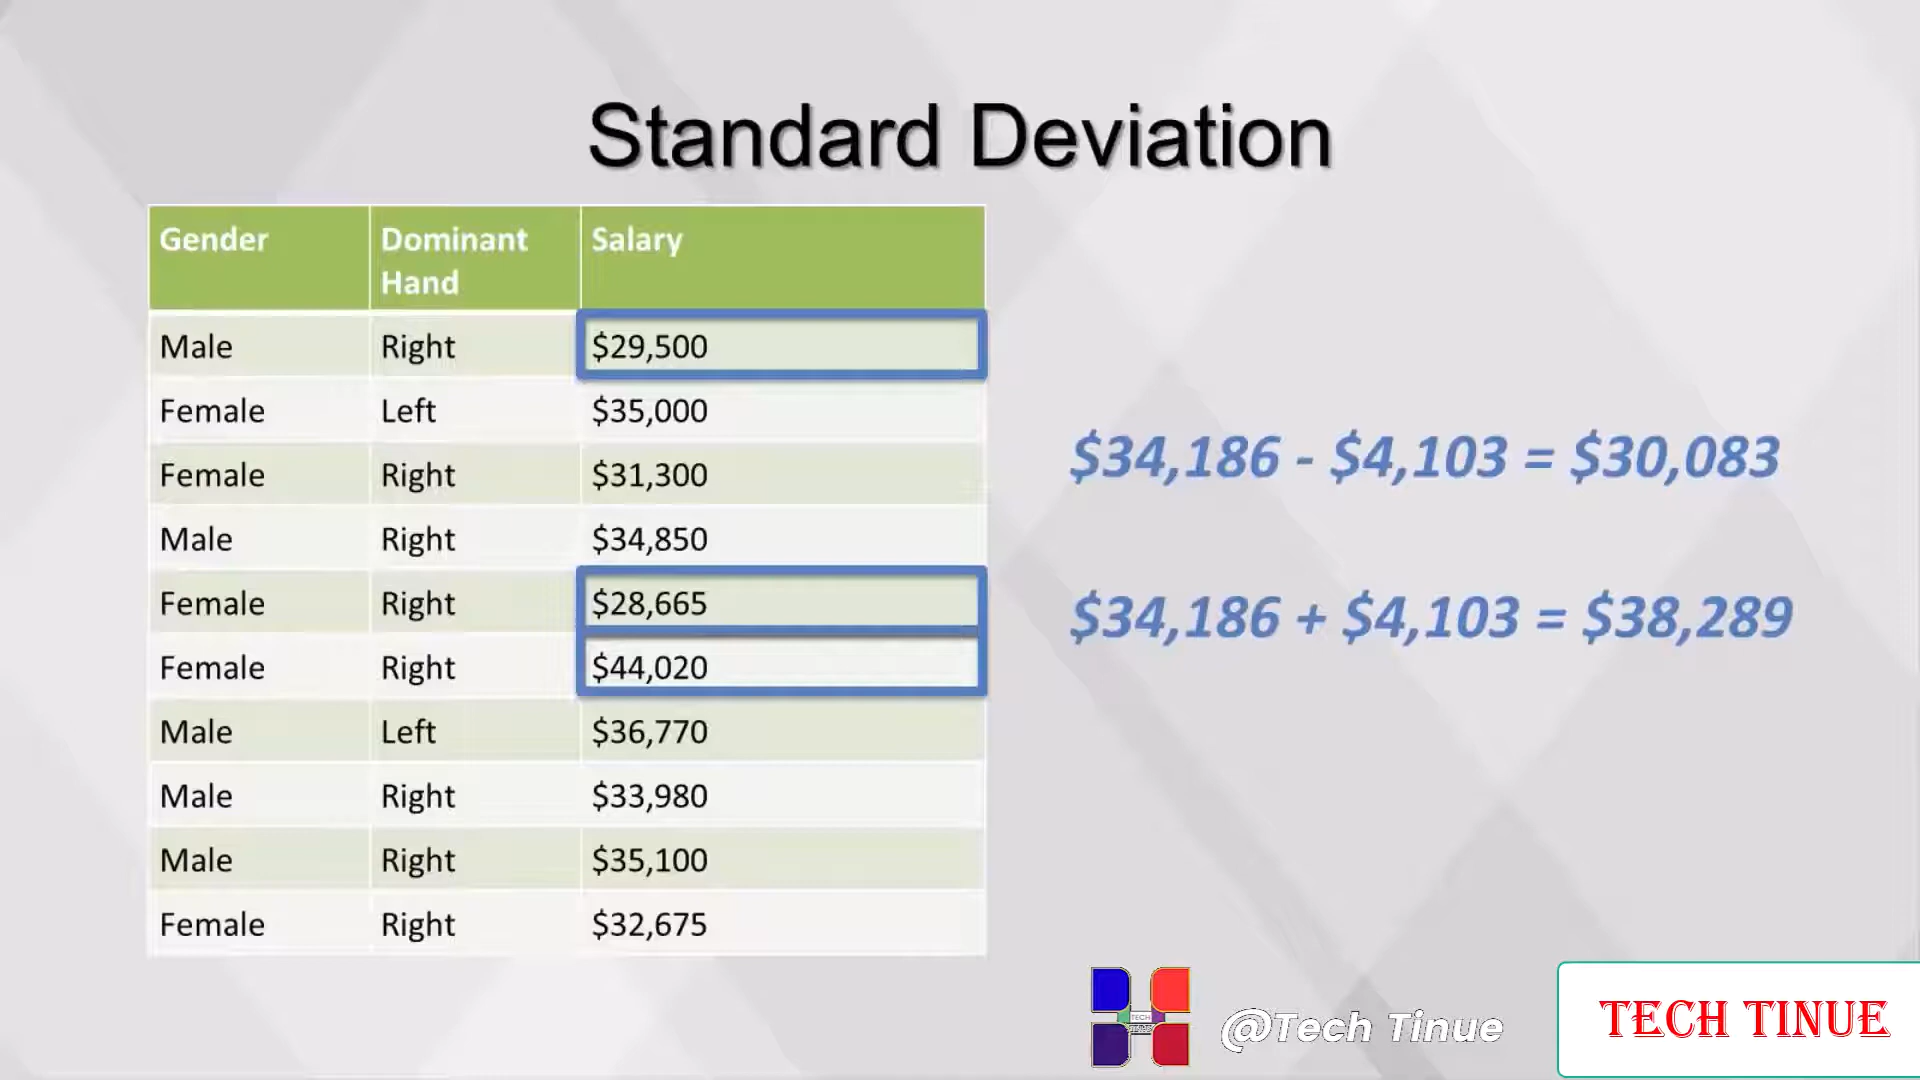 Standard Deviation
Gender Dominant Hand Salary
Male Right $29,500
Female Left $35,000
Female Right $31,300
Male Right $34,850
Female Right $28,665
Female Right $44,020
Male Left $36,770
Male Right $33,980
Male Right $35,100
Female Right $32,675
$34,186 - $4,103 = $30,083
$34,186 + $4,103 = $38,289
TECH
@Tech Tinue
TECH TINUE